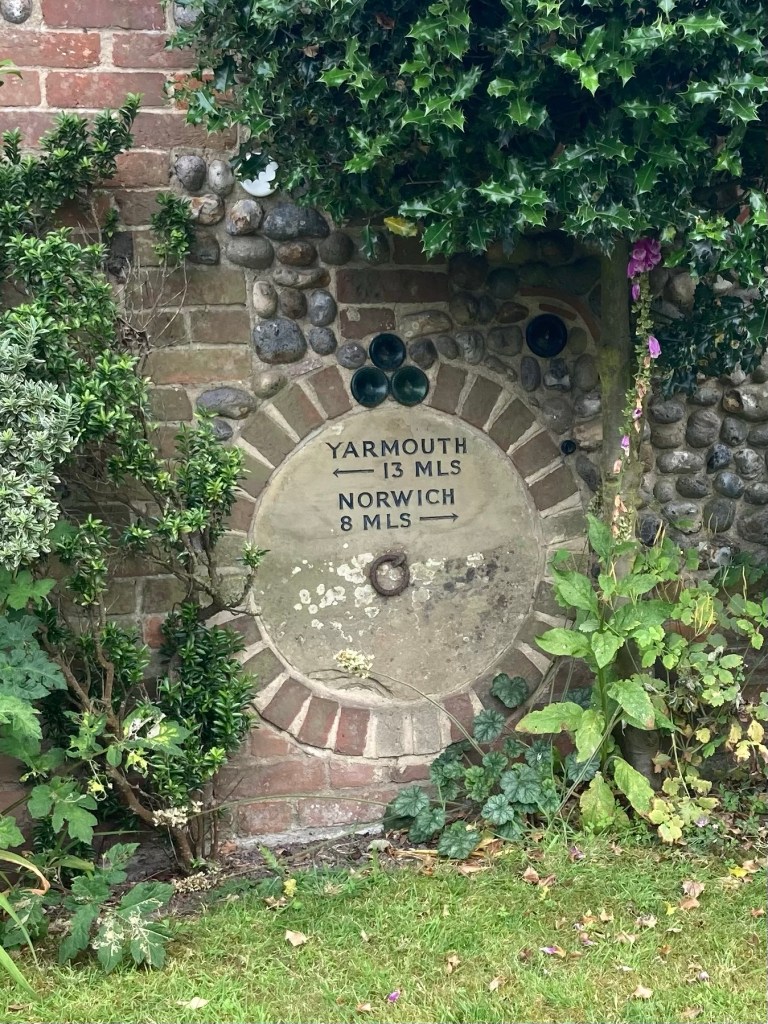 YARMOUTH
← 13 MLS
NORWICH
8 MLS →